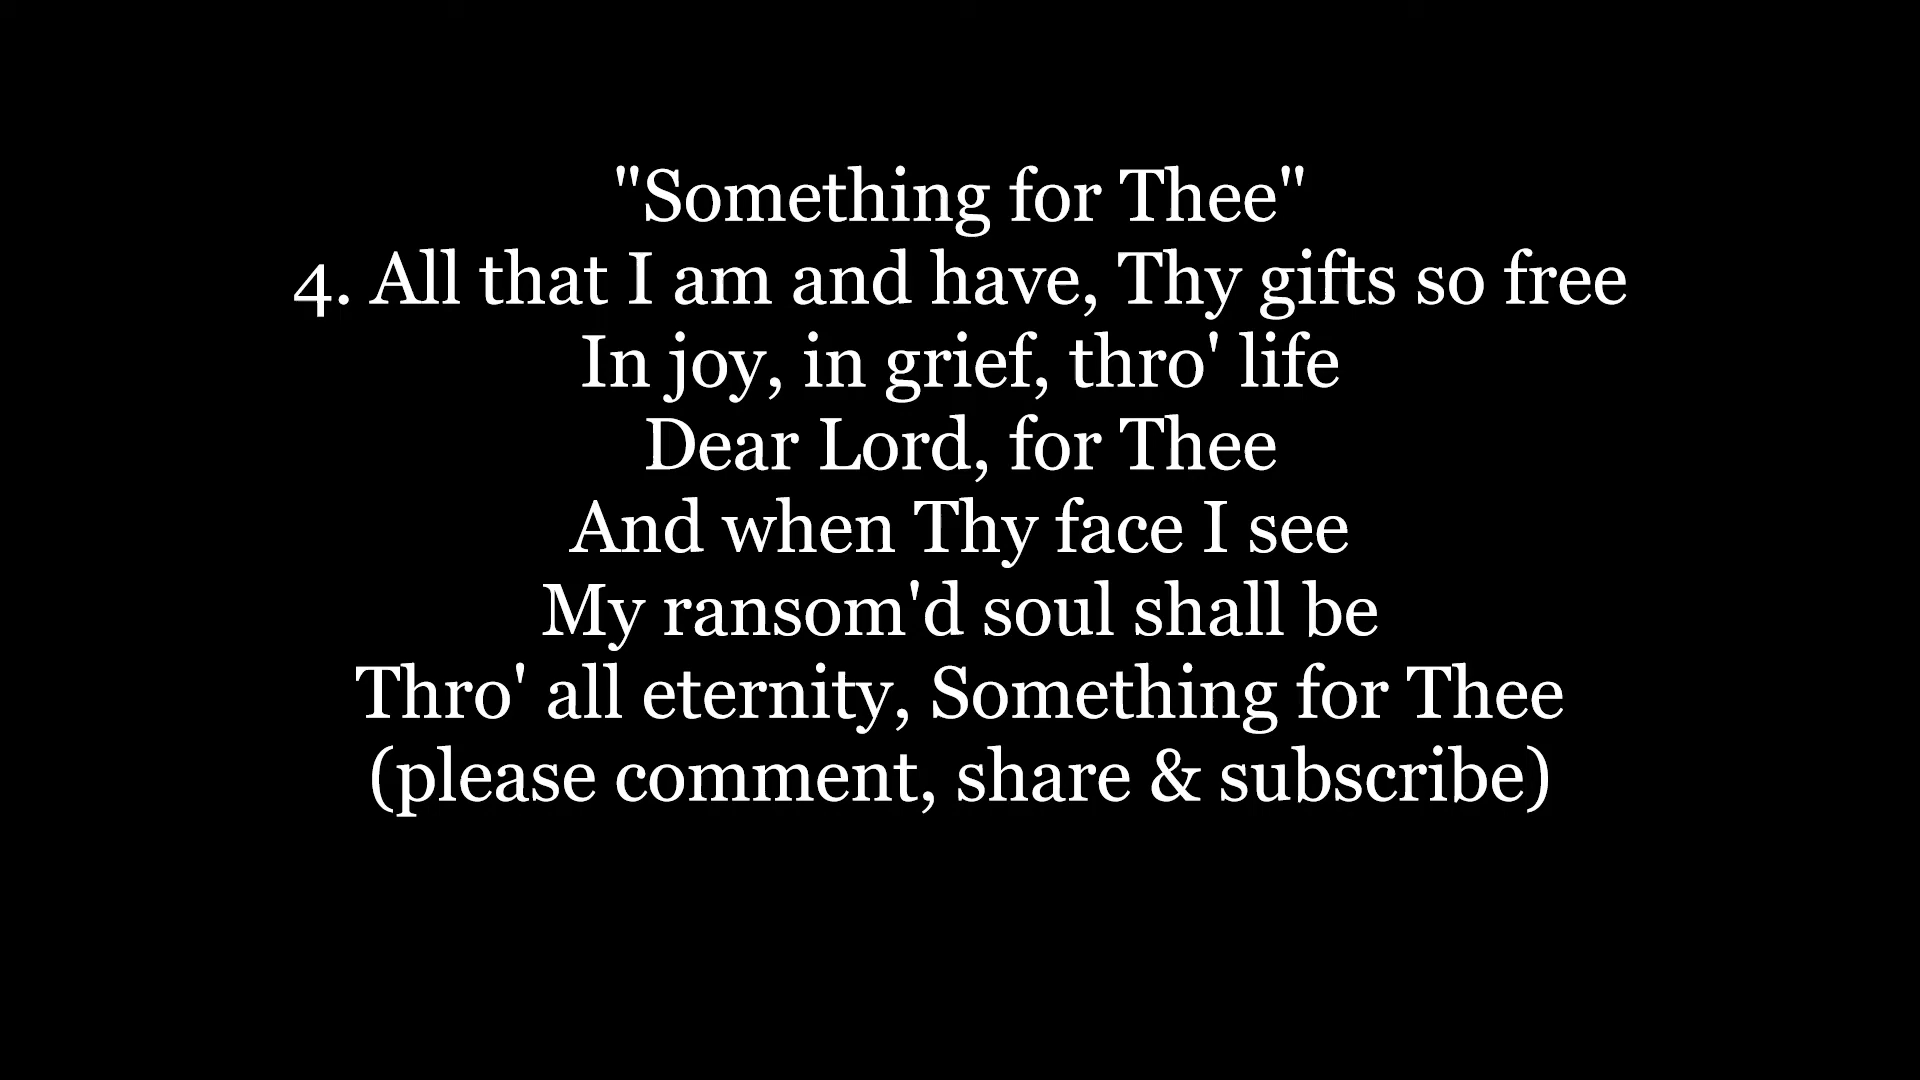 "Something for Thee"
4. All that I am and have, Thy gifts so free
In joy, in grief, thro' life
Dear Lord, for Thee
And when Thy face I see
My ransom'd soul shall be
Thro' all eternity, Something for Thee
(please comment, share & subscribe)